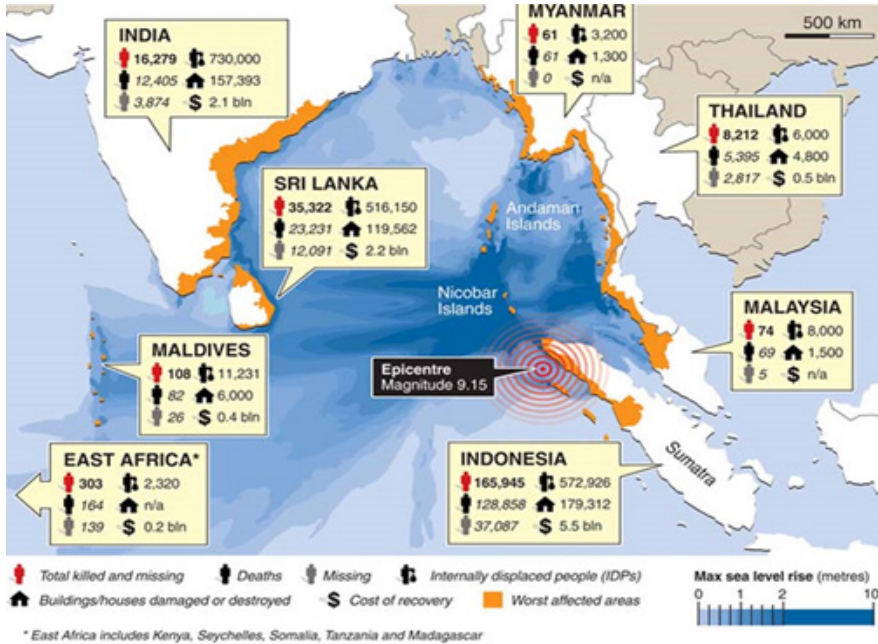 MYANMAR
61 3,200
61 1,300
0 $ n/a
500 km
INDIA
16,279 730,000
12,405 157,393
3,874 $ 2.1 bln
THAILAND
8,212 6,000
5,395 4,800
2,817 $ 0.5 bln
SRI LANKA
35,322 516,150
23,231 119,562
12,091 $ 2.2 bln
Andaman
Islands
Nicobar
Islands
MALAYSIA
74 8,000
69 1,500
5 $ n/a
MALDIVES
108 11,231
82 6,000
26 $ 0.4 bln
Epicentre
Magnitude 9.15
EAST AFRICA*
303 2,320
164 n/a
139 $ 0.2 bln
INDONESIA
165,945 572,926
128,858 179,312
37,087 $ 5.5 bln
Sumatra
Total killed and missing Deaths Missing Internally displaced people (IDPs)
Buildings/houses damaged or destroyed $ Cost of recovery Worst affected areas
Max sea level rise (metres)
0 1 2 10
* East Africa includes Kenya, Seychelles, Somalia, Tanzania and Madagascar